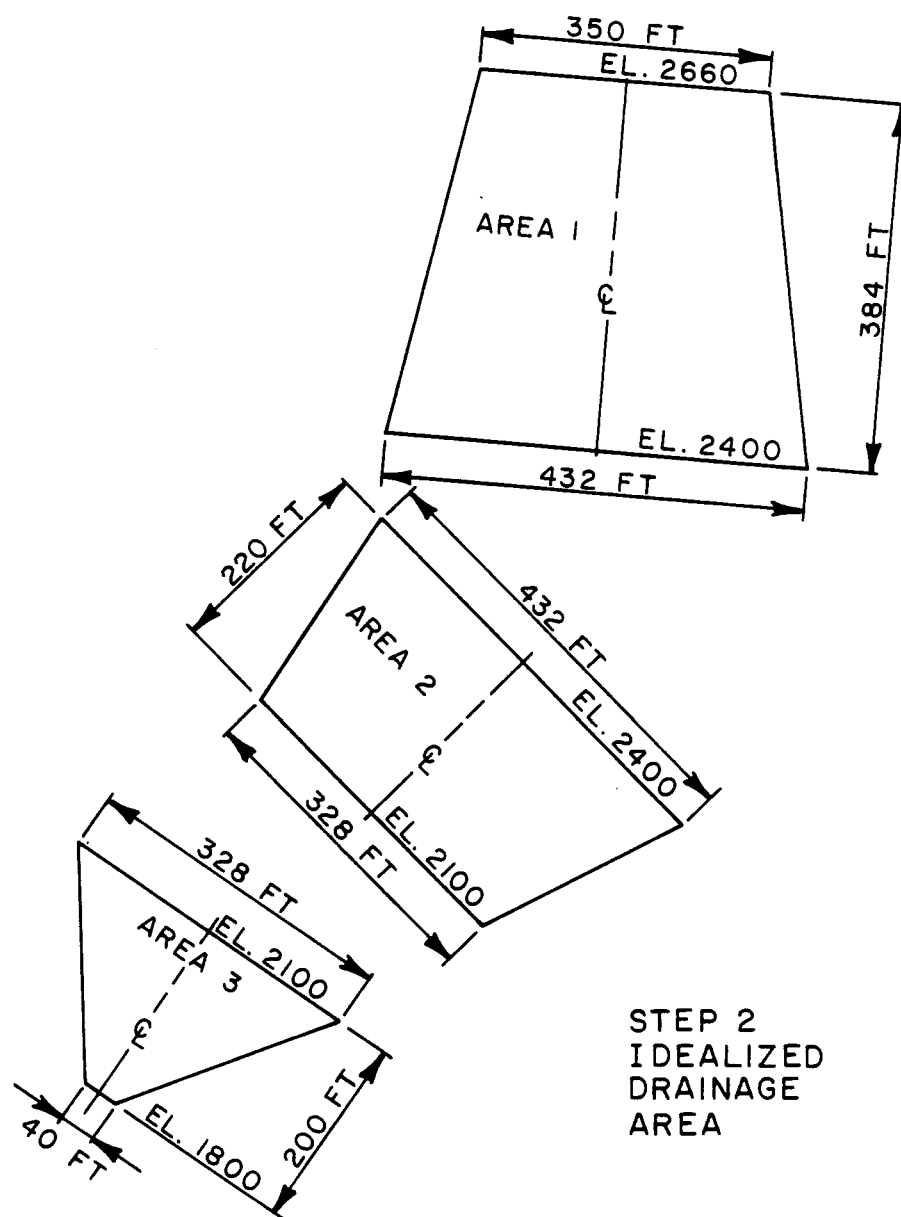 350 FT
EL. 2660
AREA 1
℄
384 FT
EL. 2400
432 FT
220 FT
432 FT
AREA 2
EL. 2400
℄
328 FT
EL. 2100
328 FT
AREA 3
EL. 2100
℄
200 FT
40 FT
EL. 1800
STEP 2
IDEALIZED
DRAINAGE
AREA